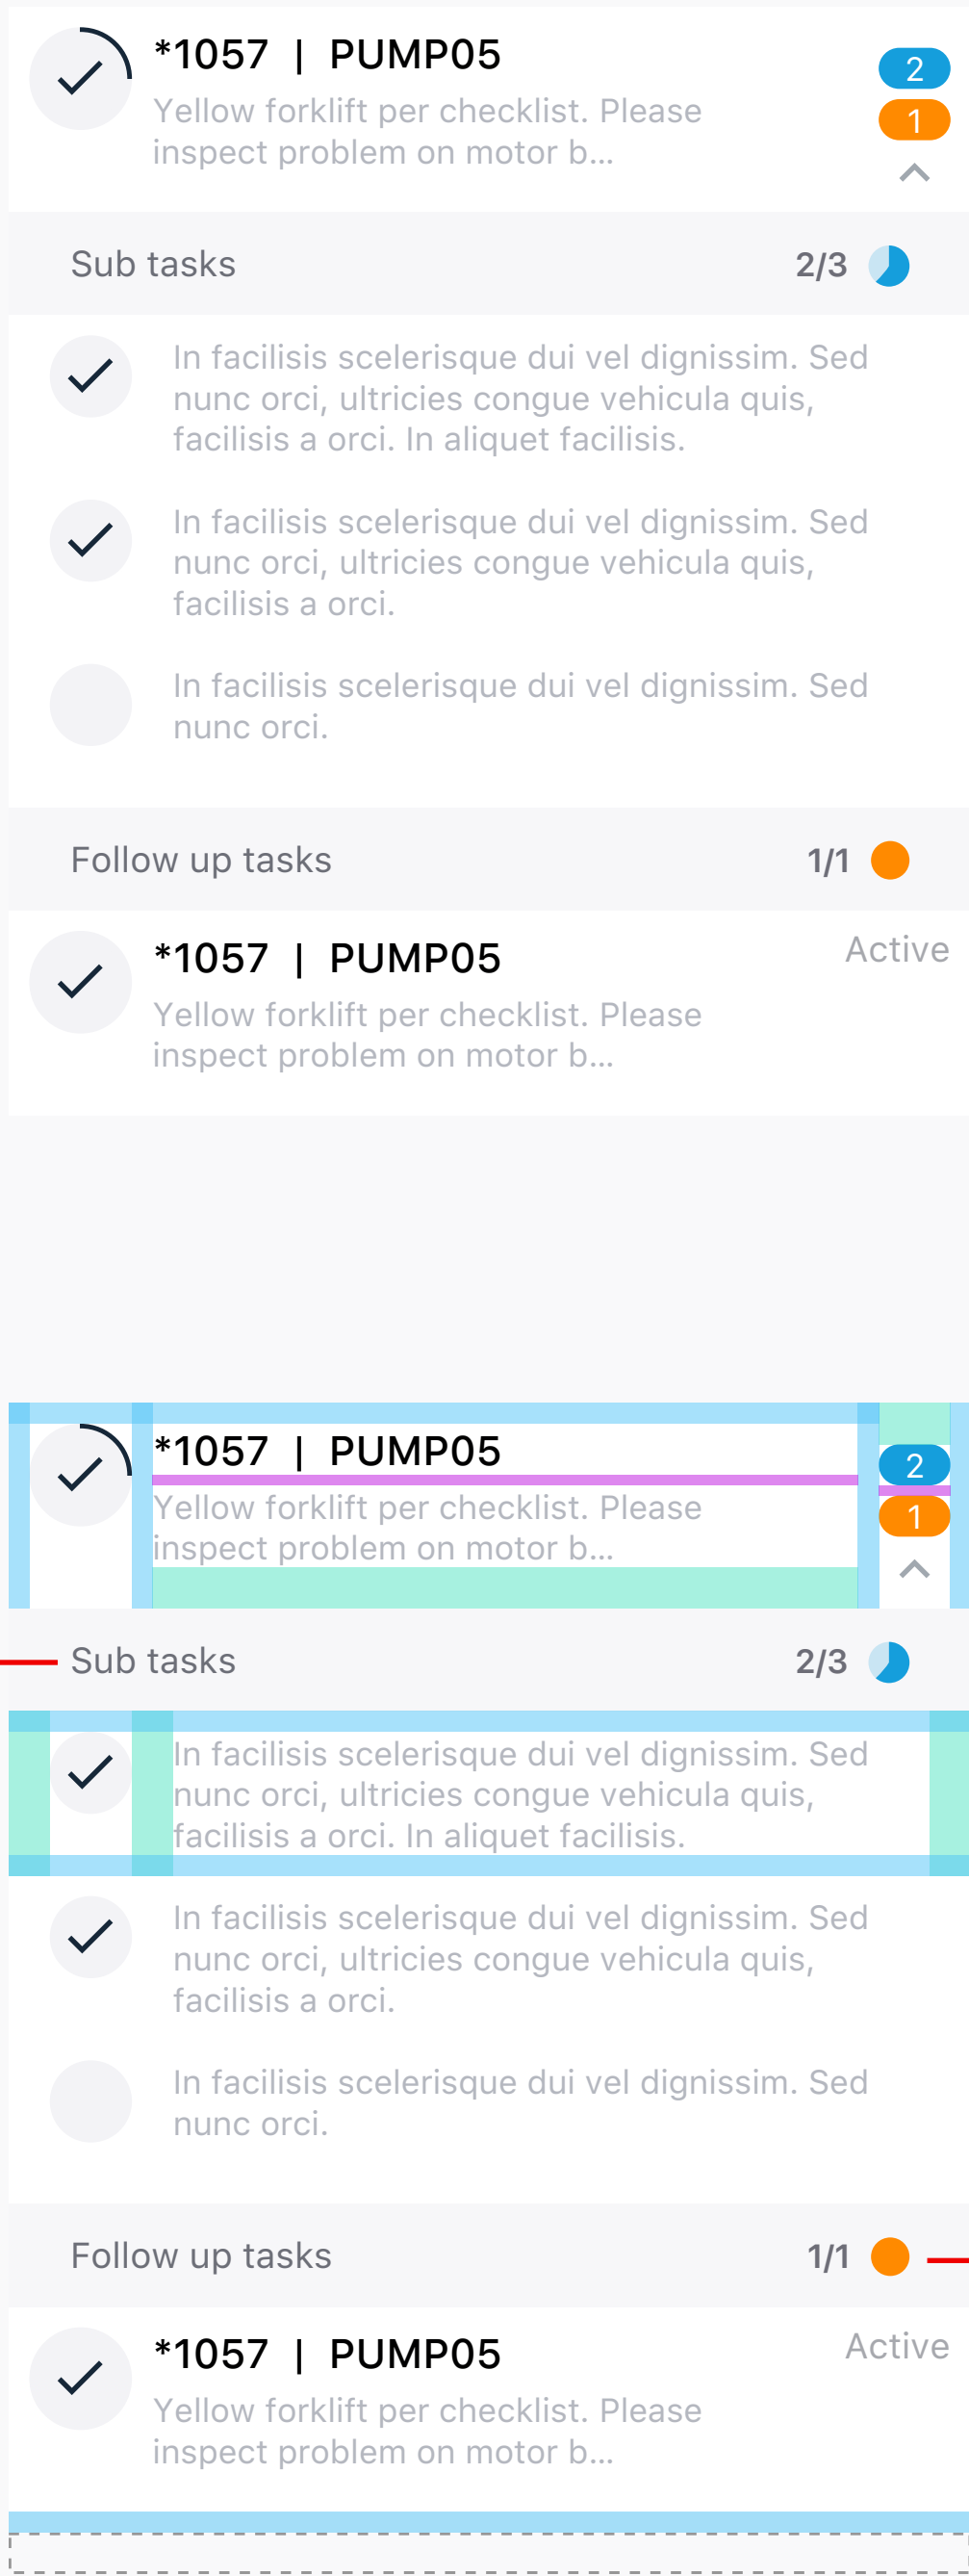 *1057 | PUMP05
2
Yellow forklift per checklist. Please
1
inspect problem on motor b...
Sub tasks 2/3
In facilisis scelerisque dui vel dignissim. Sed
nunc orci, ultricies congue vehicula quis,
facilisis a orci. In aliquet facilisis.
In facilisis scelerisque dui vel dignissim. Sed
nunc orci, ultricies congue vehicula quis,
facilisis a orci.
In facilisis scelerisque dui vel dignissim. Sed
nunc orci.
Follow up tasks 1/1
*1057 | PUMP05 Active
Yellow forklift per checklist. Please
inspect problem on motor b...
*1057 | PUMP05
2
Yellow forklift per checklist. Please
1
inspect problem on motor b...
Sub tasks 2/3
In facilisis scelerisque dui vel dignissim. Sed
nunc orci, ultricies congue vehicula quis,
facilisis a orci. In aliquet facilisis.
In facilisis scelerisque dui vel dignissim. Sed
nunc orci, ultricies congue vehicula quis,
facilisis a orci.
In facilisis scelerisque dui vel dignissim. Sed
nunc orci.
Follow up tasks 1/1
*1057 | PUMP05 Active
Yellow forklift per checklist. Please
inspect problem on motor b...